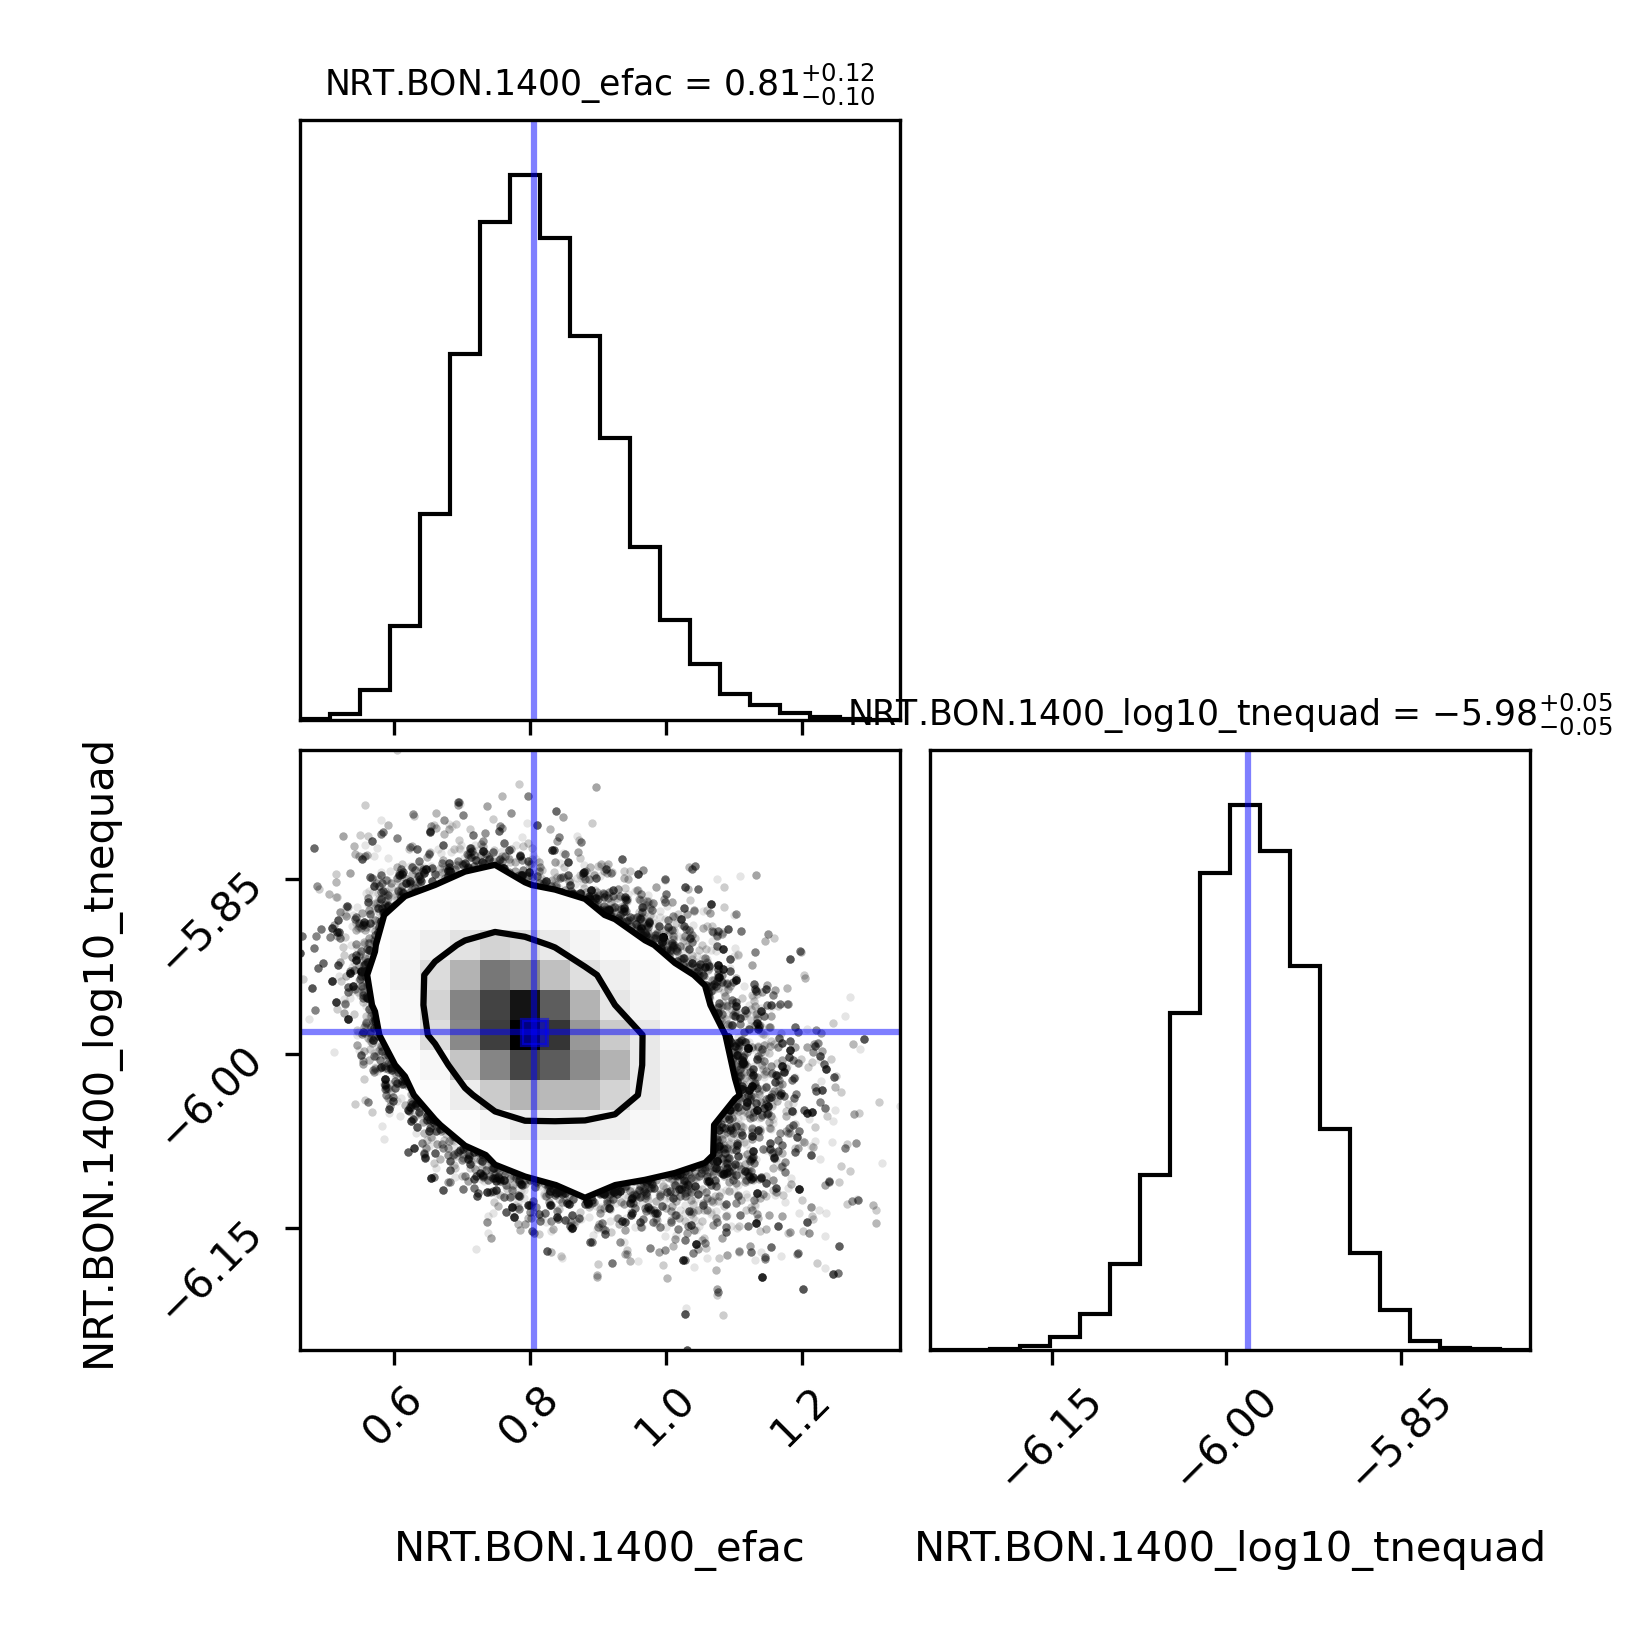 NRT.BON.1400_efac = 0.81+0.12−0.10
NRT.BON.1400_log10_tnequad = −5.98+0.05−0.05
NRT.BON.1400_log10_tnequad
−5.85
−6.00
−6.15
0.6
0.8
1.0
1.2
−6.15
−6.00
−5.85
NRT.BON.1400_efac
NRT.BON.1400_log10_tnequad